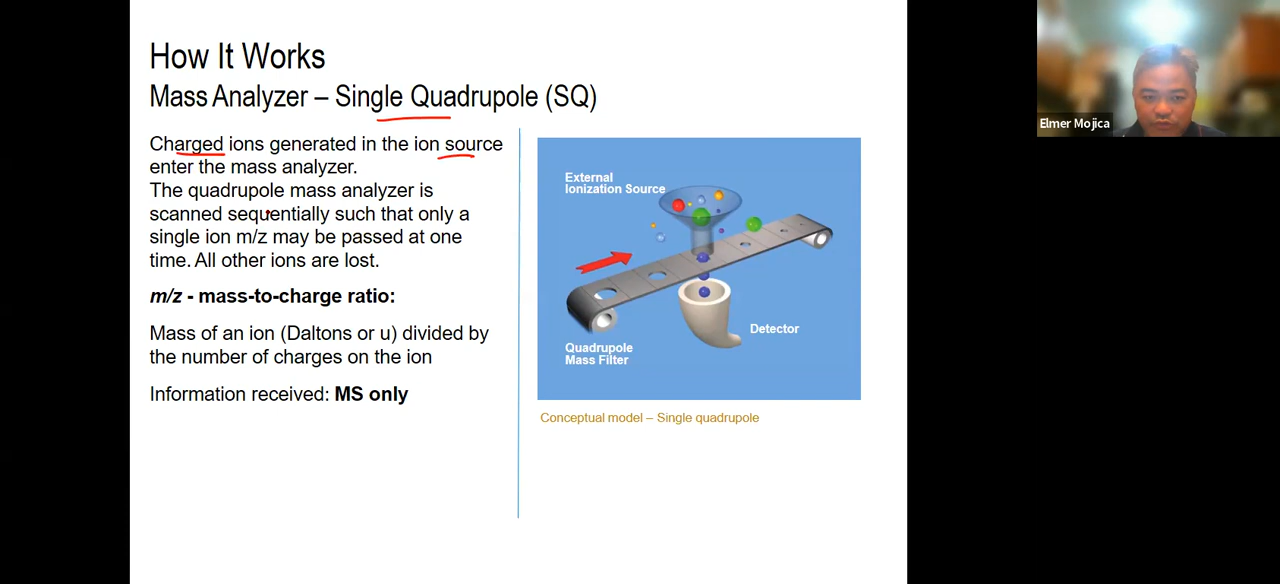 How It Works
Mass Analyzer – Single Quadrupole (SQ)
Charged ions generated in the ion source
enter the mass analyzer.
The quadrupole mass analyzer is
scanned sequentially such that only a
single ion m/z may be passed at one
time. All other ions are lost.
m/z - mass-to-charge ratio:
Mass of an ion (Daltons or u) divided by
the number of charges on the ion
Information received: MS only
External
Ionization Source
Detector
Quadrupole
Mass Filter
Conceptual model – Single quadrupole
Elmer Mojica